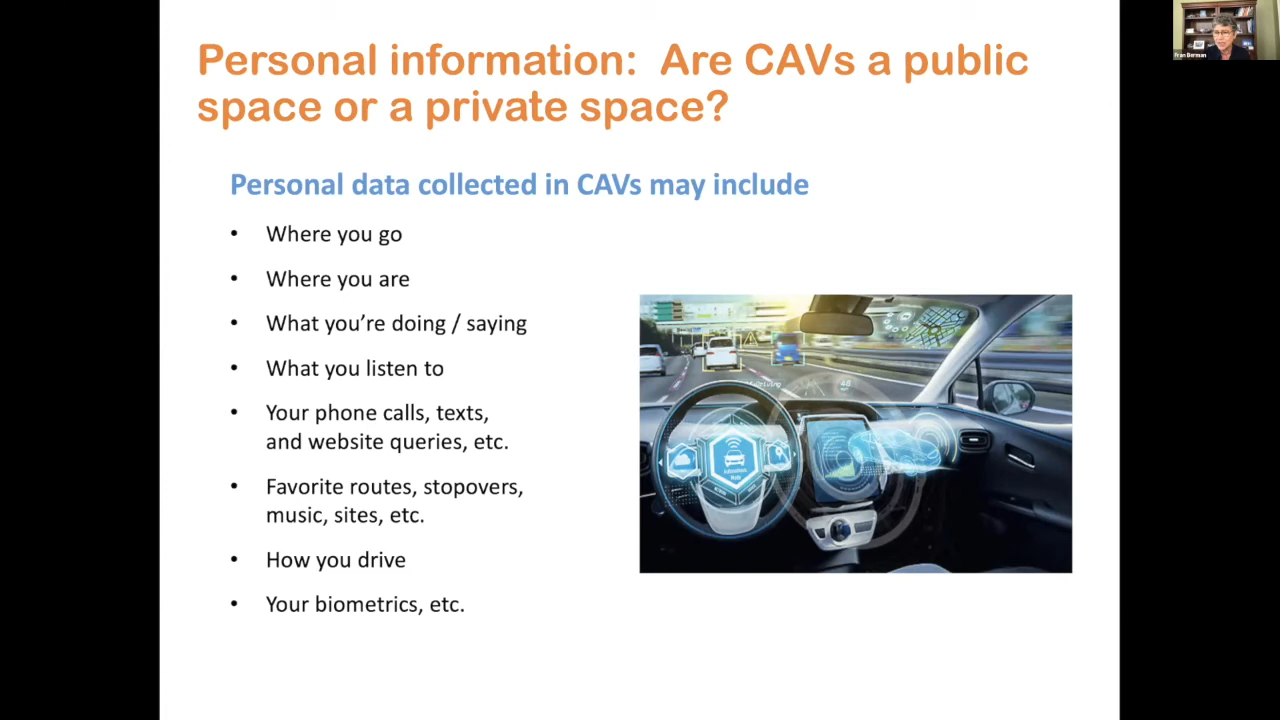 Personal information: Are CAVs a public
space or a private space?
Fran Berman
Personal data collected in CAVs may include
• Where you go
• Where you are
• What you’re doing / saying
• What you listen to
• Your phone calls, texts,
and website queries, etc.
• Favorite routes, stopovers,
music, sites, etc.
• How you drive
• Your biometrics, etc.